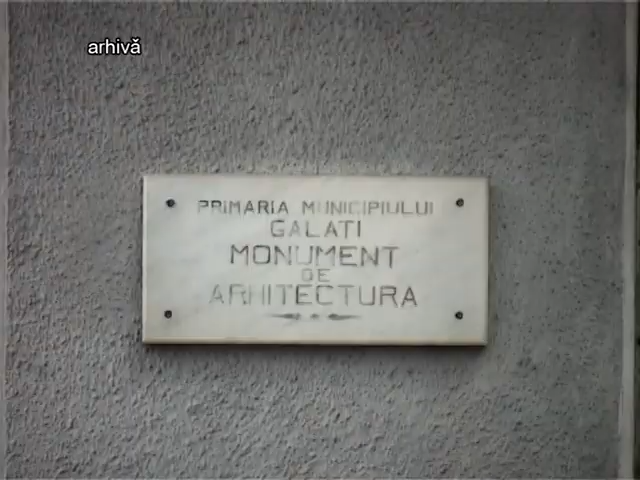 arhivă
PRIMARIA MUNICIPIULUI
GALATI
MONUMENT
DE
ARHITECTURA